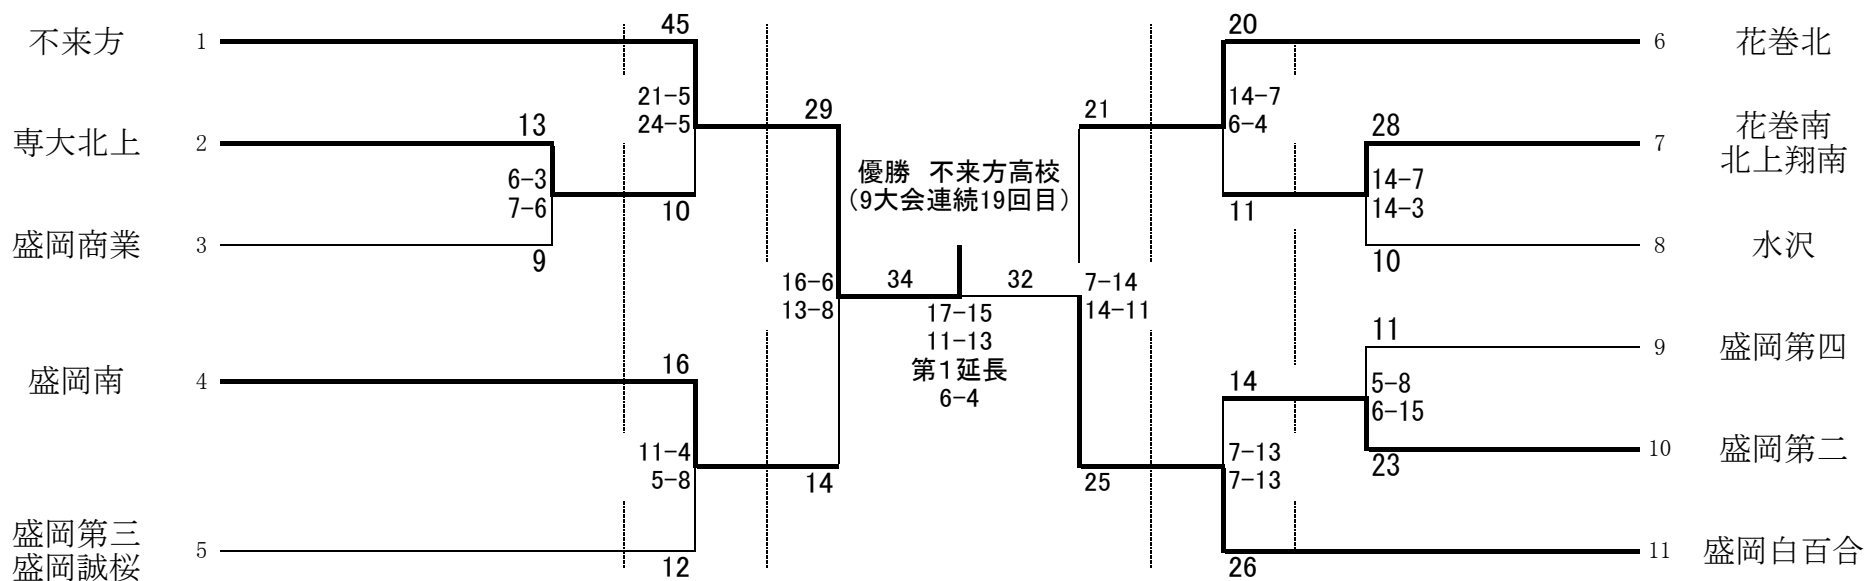 不来方 1 45 20 6 花巻北
21-5
24-5
29
21
14-7
6-4
専大北上 2 13
28 7 花巻南
北上翔南
6-3
7-6
10
優勝 不来方高校
(9大会連続19回目)
11
14-7
14-3
盛岡商業 3 9
10 8 水沢
16-6
13-8
34
32
7-14
14-11
17-15
11-13
第1延長
6-4
11 9 盛岡第四
盛岡南 4 16
14
5-8
6-15
11-4
5-8
14
25
7-13
7-13
23 10 盛岡第二
盛岡第三
盛岡誠桜
5 12
26 11 盛岡白百合